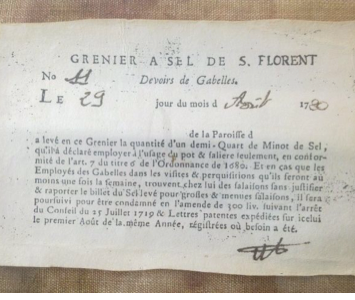 GRENIER A SEL DE S. FLORENT
No 11 Devoirs de Gabelles.
LE 29 jour du mois d Avril 1780
de la Paroisse d
a levé en ce Grenier la quantité d'un demi-Quart de Minot de Sel,
qu'il a déclaré employer à l'usage du pot & saliere seulement, en confor-
mité de l'art. 7 du titre 6 de l'Ordonnance de 1680. Et en cas que les
Employés des Gabelles dans les visites & perquisitions qu'ils seront au
moins une fois la semaine, trouvent chez lui des salaisons sans justifier
& raporter le billet du Sel levé pour grosses & menues salaisons, il sera
poursuivi pour être condamné en l'amende de 300 liv. suivant l'arrêt
du Conseil du 25 Juillet 1719 & Lettres patentes expédiées sur icelui
le premier Août de la même Année, régistrées où besoin a été.